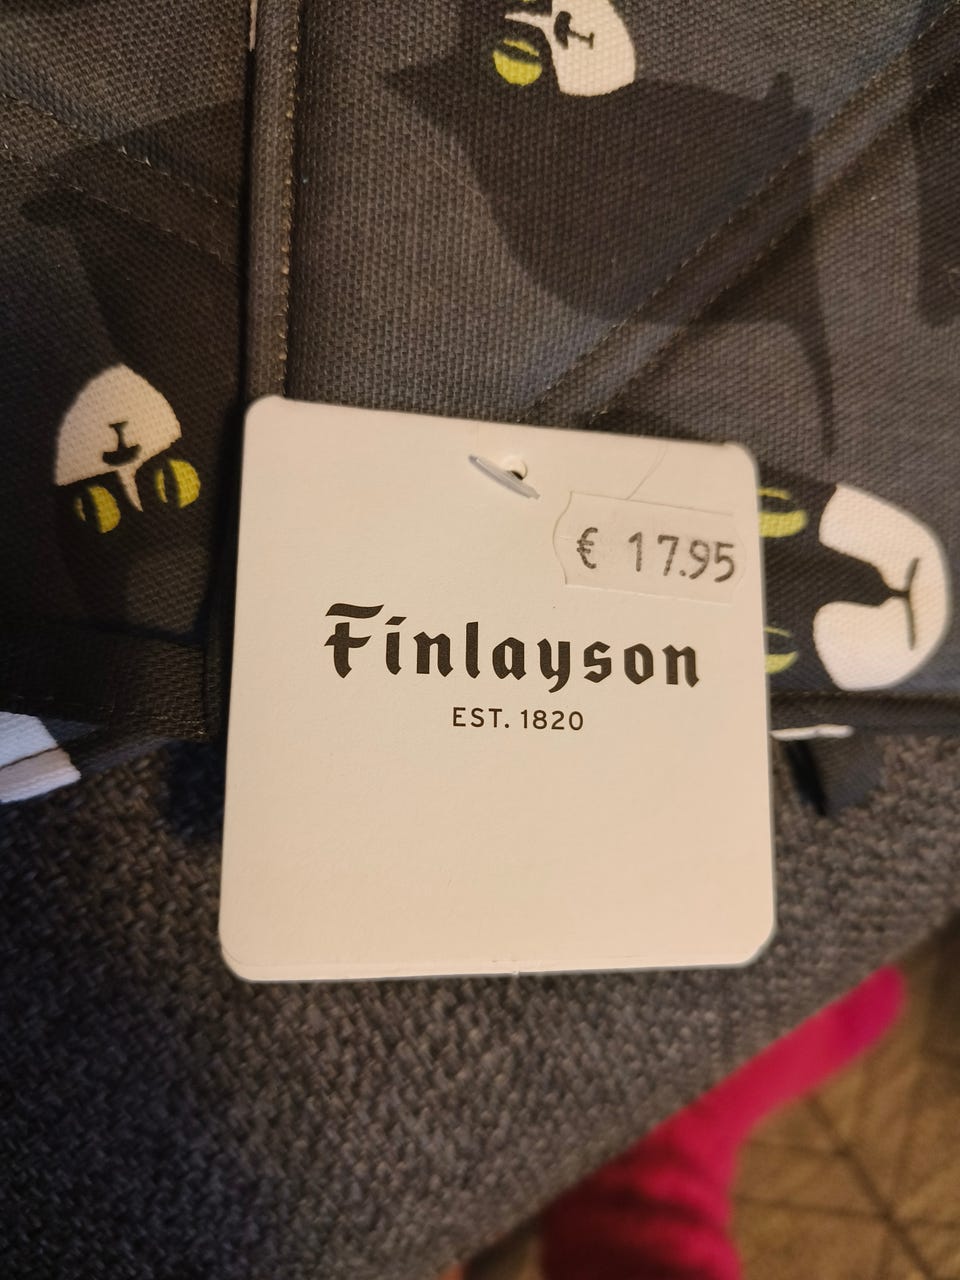 € 17.95
Finlayson
EST. 1820